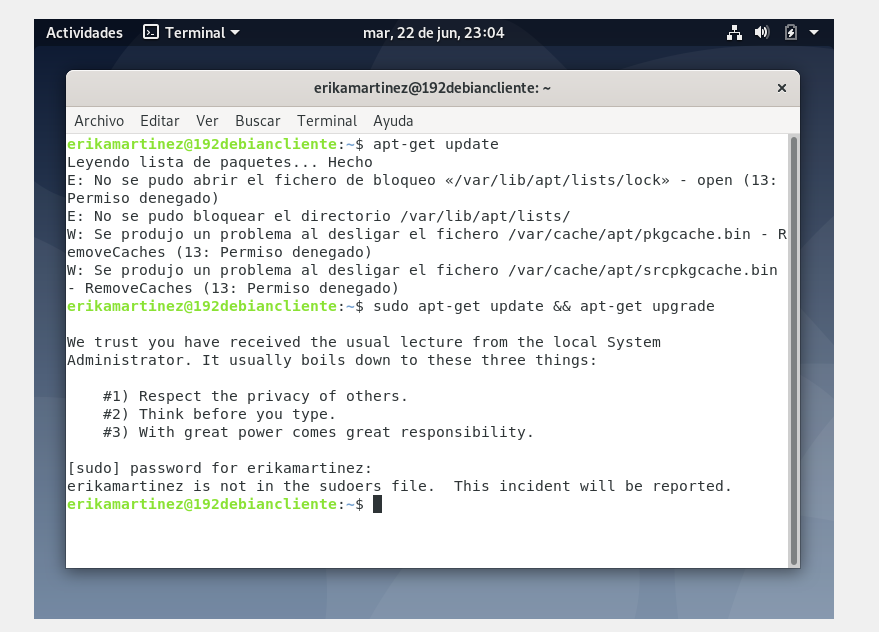 Actividades Terminal mar, 22 de jun, 23:04
erikamartinez@192debiancliente: ~ ×
Archivo Editar Ver Buscar Terminal Ayuda
erikamartinez@192debiancliente:~$ apt-get update
Leyendo lista de paquetes... Hecho
E: No se pudo abrir el fichero de bloqueo «/var/lib/apt/lists/lock» - open (13:
Permiso denegado)
E: No se pudo bloquear el directorio /var/lib/apt/lists/
W: Se produjo un problema al desligar el fichero /var/cache/apt/pkgcache.bin - R
emoveCaches (13: Permiso denegado)
W: Se produjo un problema al desligar el fichero /var/cache/apt/srcpkgcache.bin
- RemoveCaches (13: Permiso denegado)
erikamartinez@192debiancliente:~$ sudo apt-get update && apt-get upgrade

We trust you have received the usual lecture from the local System
Administrator. It usually boils down to these three things:

    #1) Respect the privacy of others.
    #2) Think before you type.
    #3) With great power comes great responsibility.

[sudo] password for erikamartinez:
erikamartinez is not in the sudoers file.  This incident will be reported.
erikamartinez@192debiancliente:~$